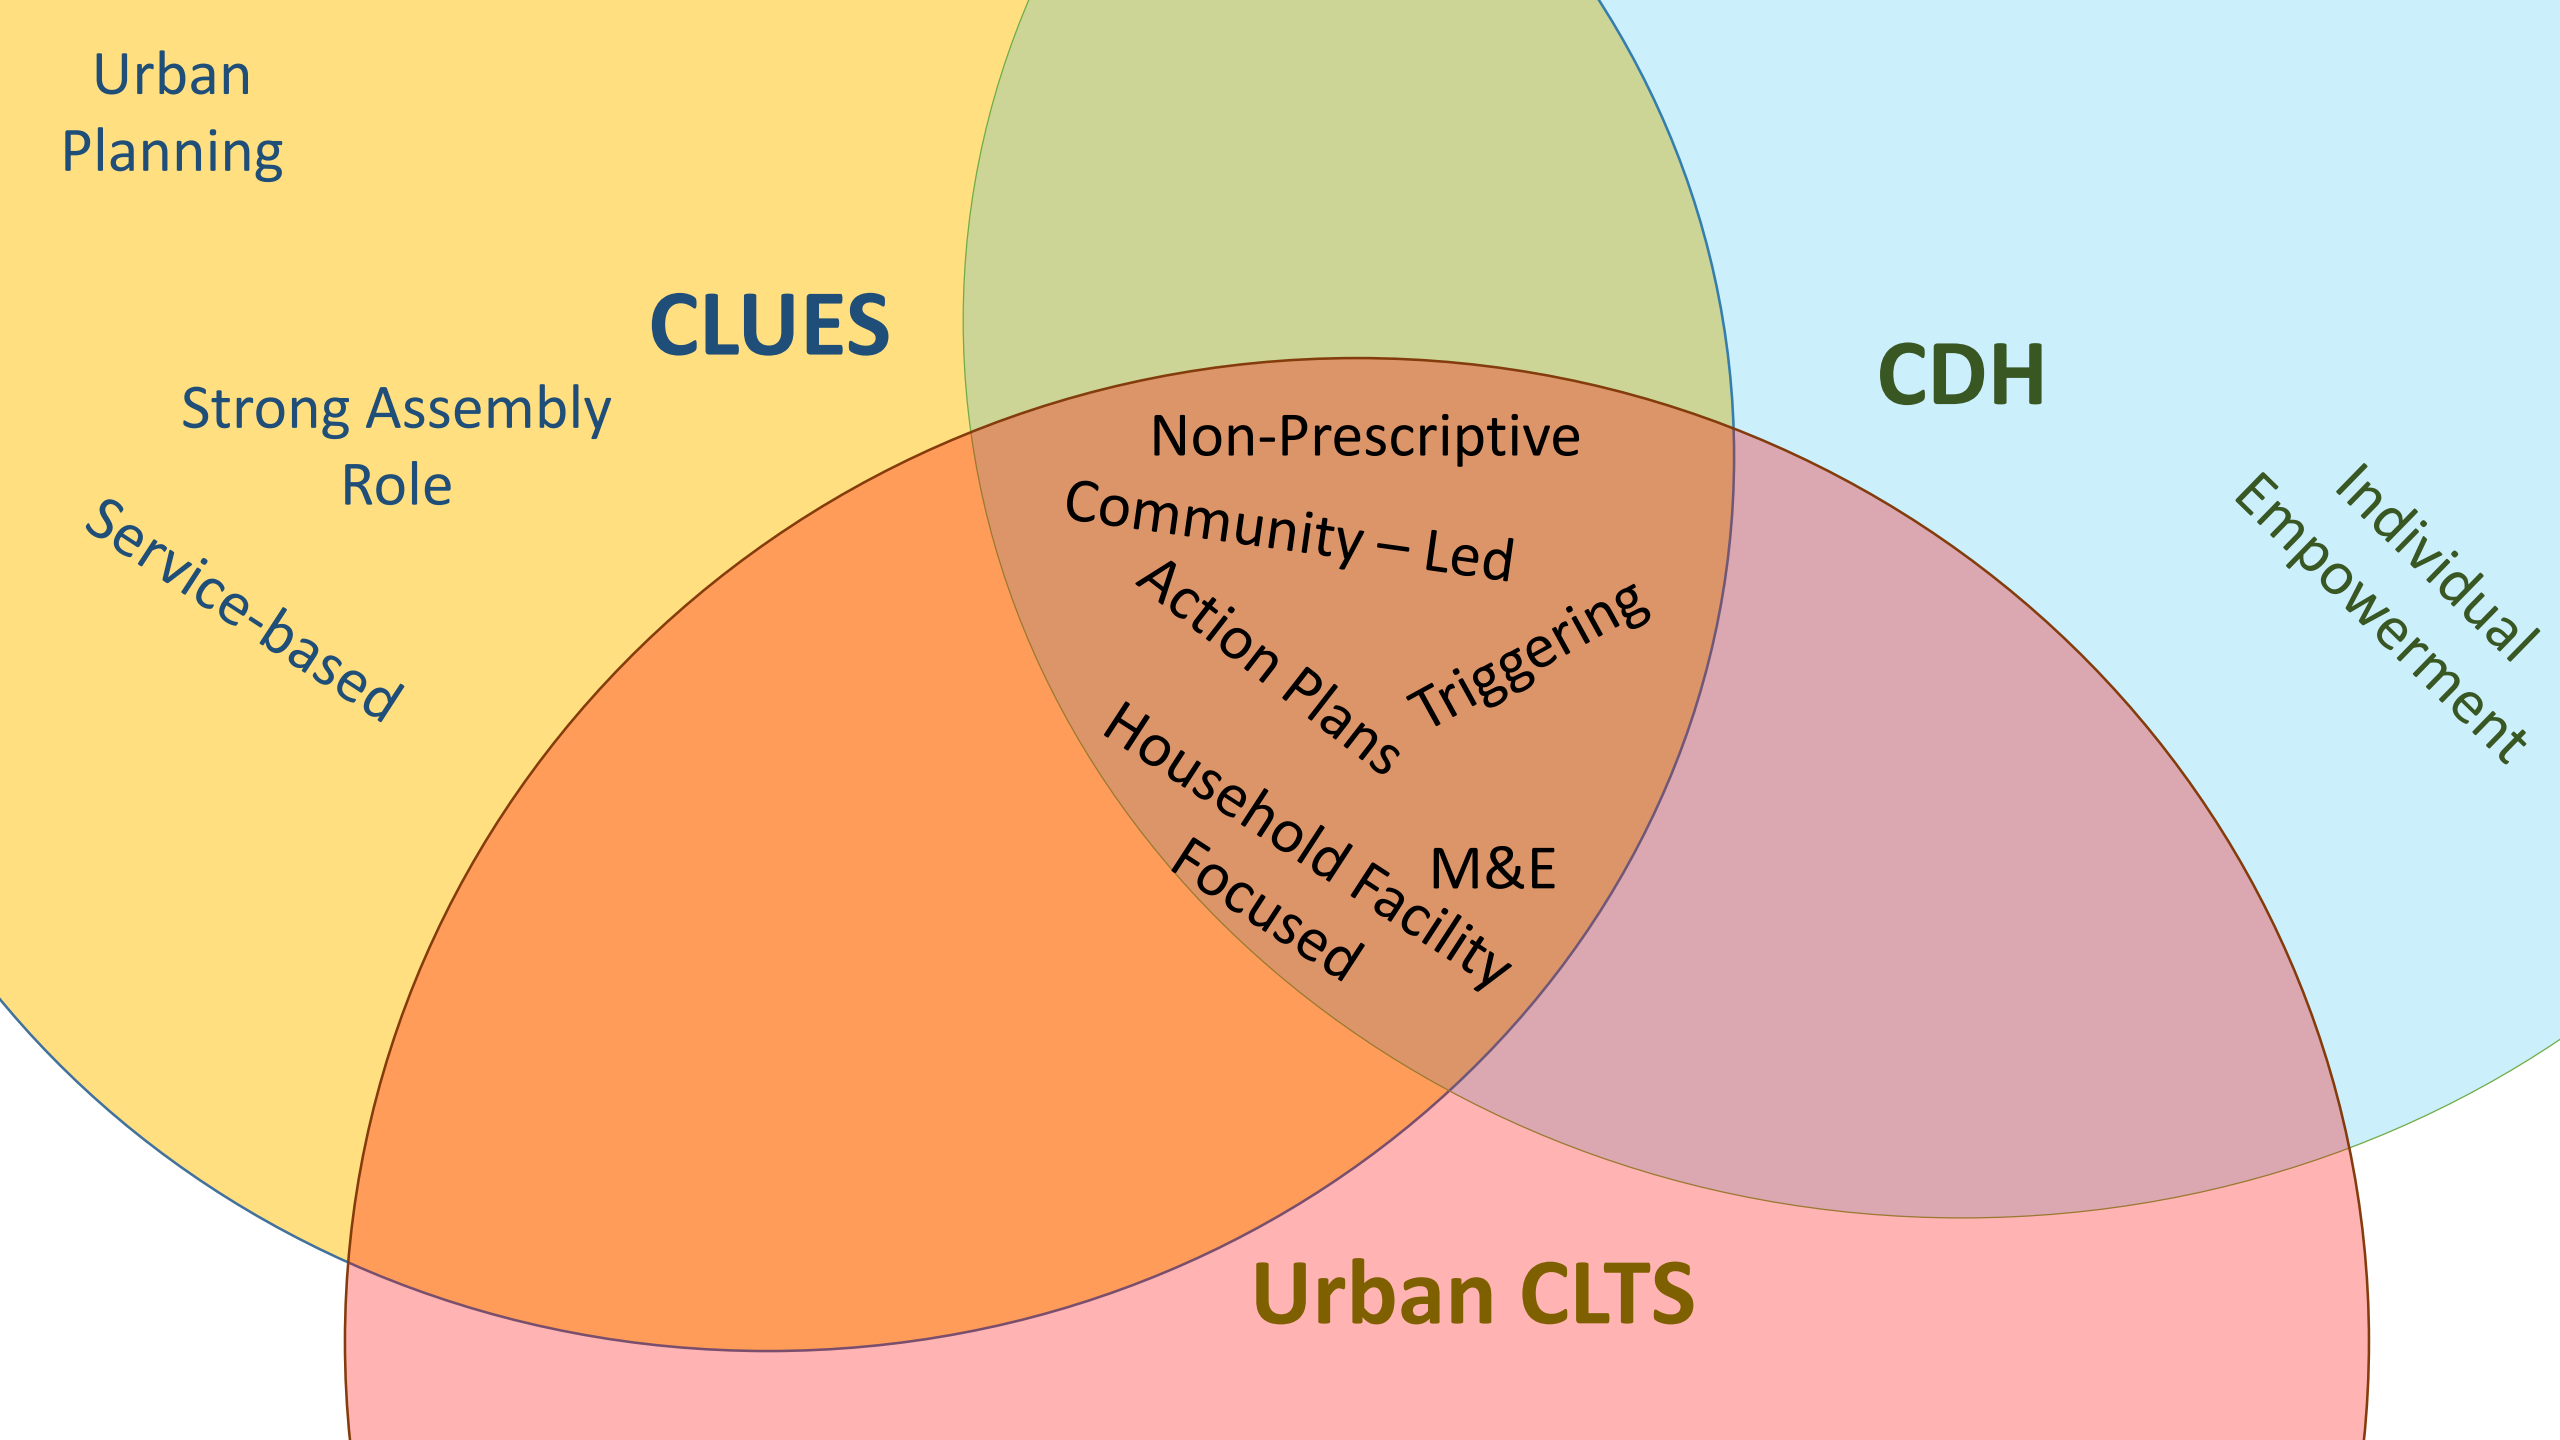 Urban
Planning
CLUES
Strong Assembly
Role
Service-based
CDH
Individual
Empowerment
Non-Prescriptive
Community – Led
Action Plans
Triggering
Household Facility
Focused
M&E
Urban CLTS